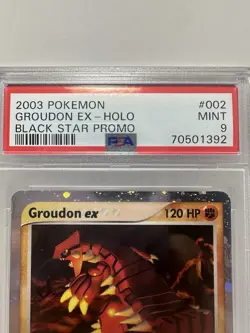 2003 POKEMON #002
GROUDON EX-HOLO MINT
BLACK STAR PROMO 9
PSA 70501392
Groudon ex 120 HP